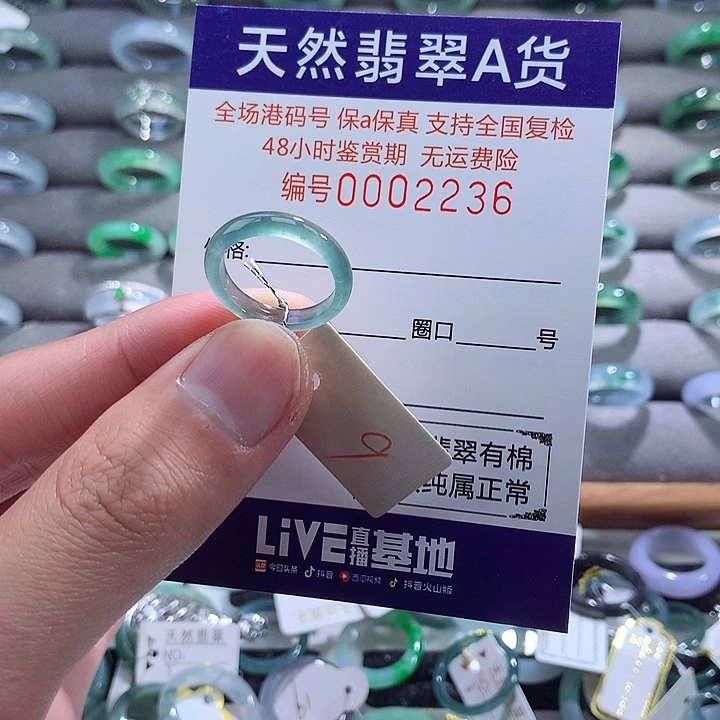 天然翡翠A货
全场港码号 保a保真 支持全国复检
48小时鉴赏期 无运费险
编号0002236
格:
圈口 号
翡翠有棉
纯属正常
LiVE直播基地
今日头条 抖音 西瓜视频 抖音火山版
天然翡翠
NO: